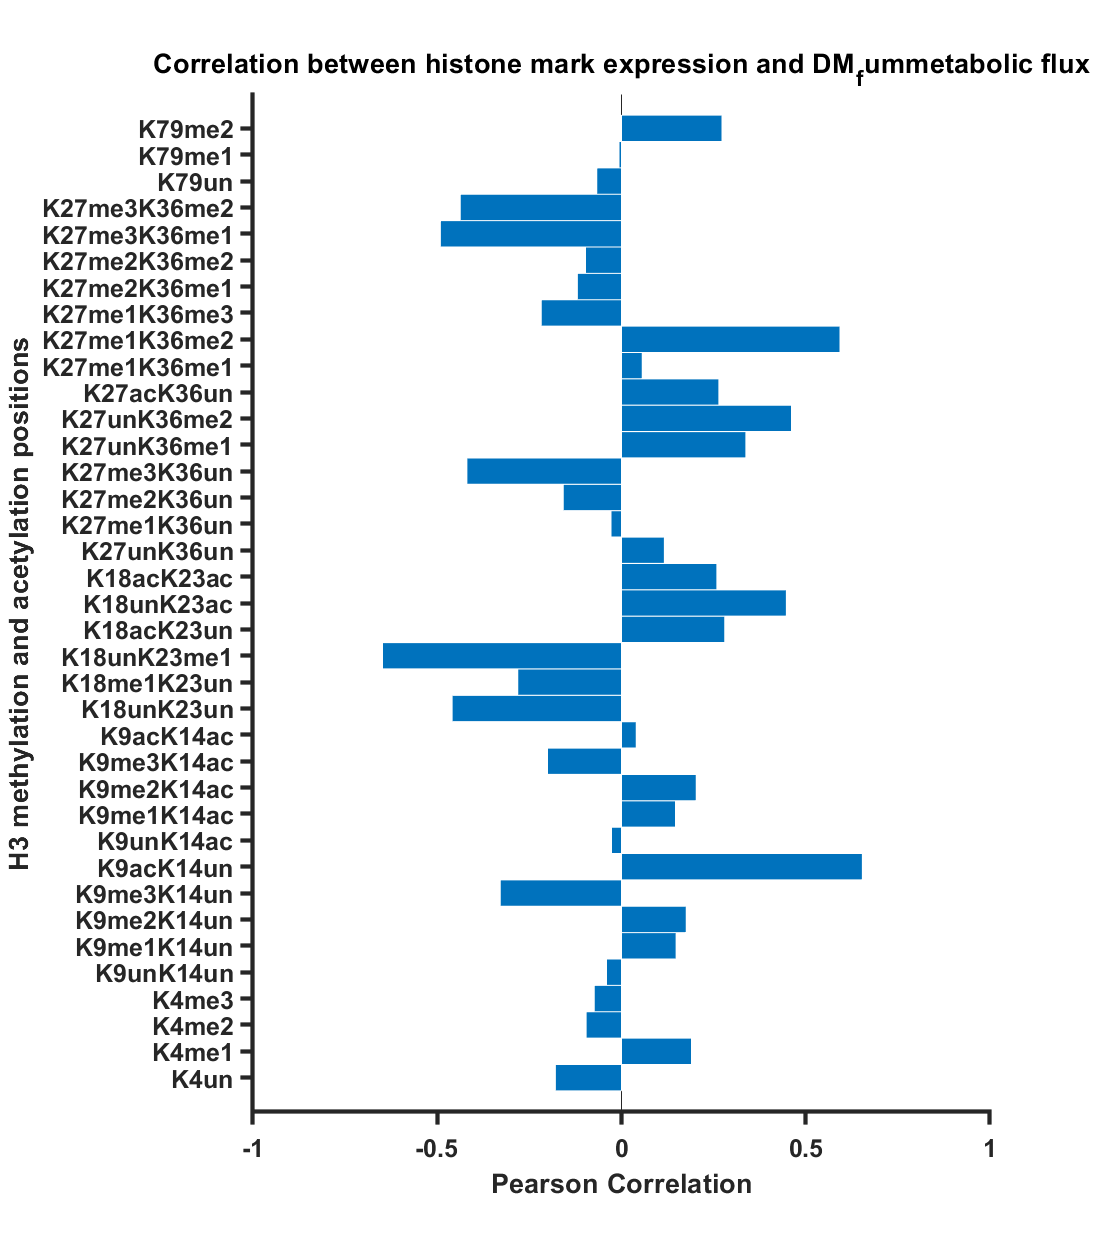 Correlation between histone mark expression and DMfummetabolic flux
K79me2
K79me1
K79un
K27me3K36me2
K27me3K36me1
K27me2K36me2
K27me2K36me1
K27me1K36me3
K27me1K36me2
K27me1K36me1
K27acK36un
K27unK36me2
K27unK36me1
K27me3K36un
K27me2K36un
K27me1K36un
K27unK36un
K18acK23ac
K18unK23ac
K18acK23un
K18unK23me1
K18me1K23un
K18unK23un
K9acK14ac
K9me3K14ac
K9me2K14ac
K9me1K14ac
K9unK14ac
K9acK14un
K9me3K14un
K9me2K14un
K9me1K14un
K9unK14un
K4me3
K4me2
K4me1
K4un
H3 methylation and acetylation positions
-1 -0.5 0 0.5 1
Pearson Correlation